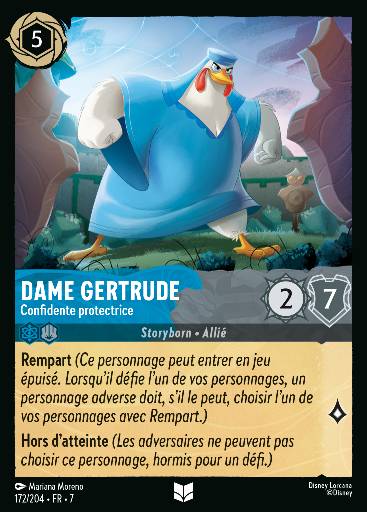 5
DAME GERTRUDE
Confidente protectrice
2
7
Storyborn • Allié
Rempart (Ce personnage peut entrer en jeu
épuisé. Lorsqu'il défie l'un de vos personnages, un
personnage adverse doit, s'il le peut, choisir l'un de
vos personnages avec Rempart.)
Hors d'atteinte (Les adversaires ne peuvent pas
choisir ce personnage, hormis pour un défi.)
Mariana Moreno
172/204 • FR • 7
Disney Lorcana
©Disney